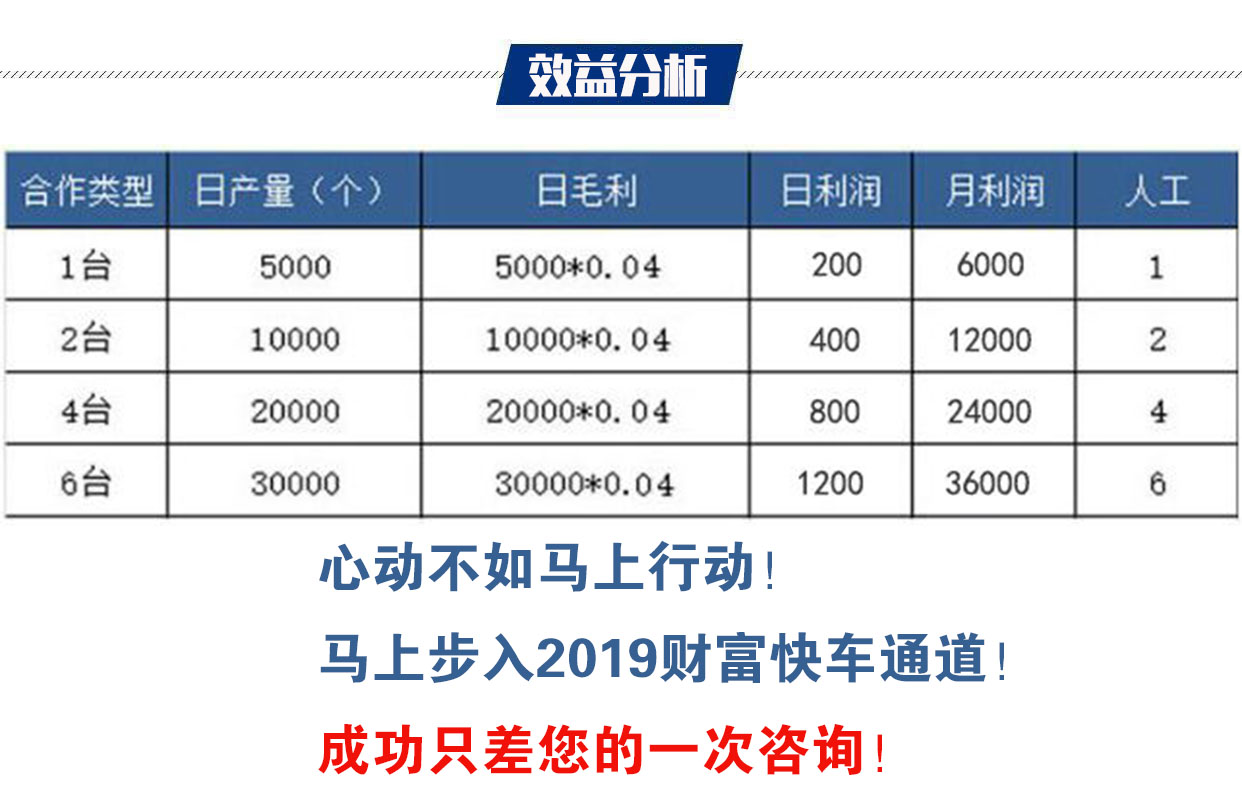 效益分析
合作类型 日产量（个） 日毛利 日利润 月利润 人工
1台 5000 5000*0.04 200 6000 1
2台 10000 10000*0.04 400 12000 2
4台 20000 20000*0.04 800 24000 4
6台 30000 30000*0.04 1200 36000 6
心动不如马上行动！
马上步入2019财富快车通道！
成功只差您的一次咨询！